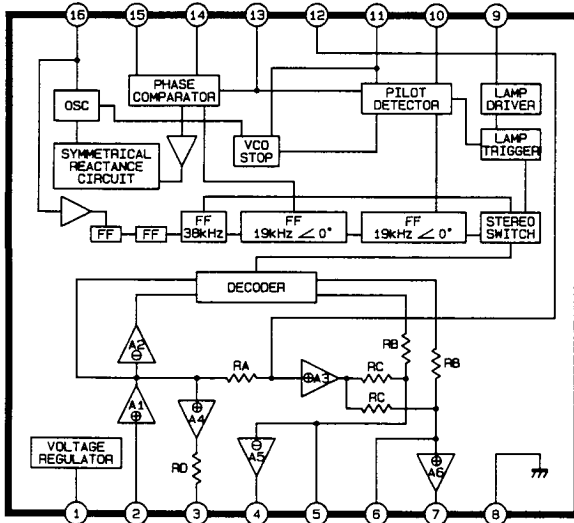 16 15 14 13 12 11 10 9
PHASE
COMPARATOR
PILOT
DETECTOR
LAMP
DRIVER
OSC
VCO
STOP
LAMP
TRIGGER
SYMMETRICAL
REACTANCE
CIRCUIT
FF FF
FF
38kHz
FF
19kHz ∠0°
FF
19kHz ∠0°
STEREO
SWITCH
DECODER
A2
⊖
RA
RB
RB
⊕A3
RC
RC
A1
⊕
⊕
A4
RD
⊖
A5
⊕
A6
VOLTAGE
REGULATOR
1 2 3 4 5 6 7 8